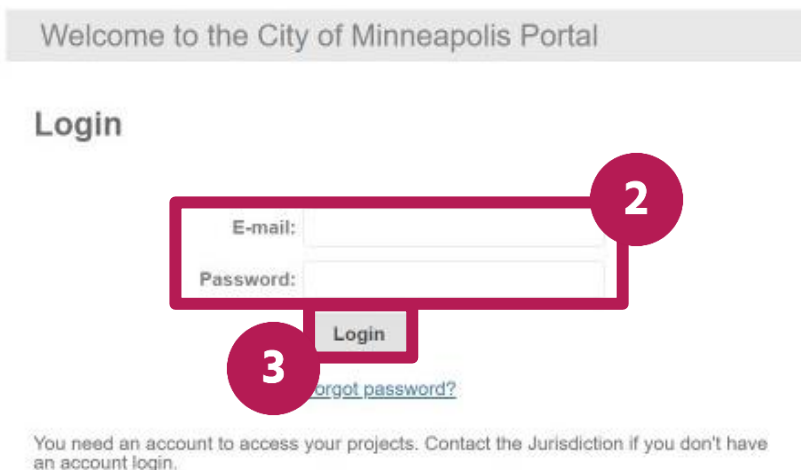 Welcome to the City of Minneapolis Portal
Login
2
E-mail:
Password:
Login
3
orgot password?
You need an account to access your projects. Contact the Jurisdiction if you don't have
an account login.